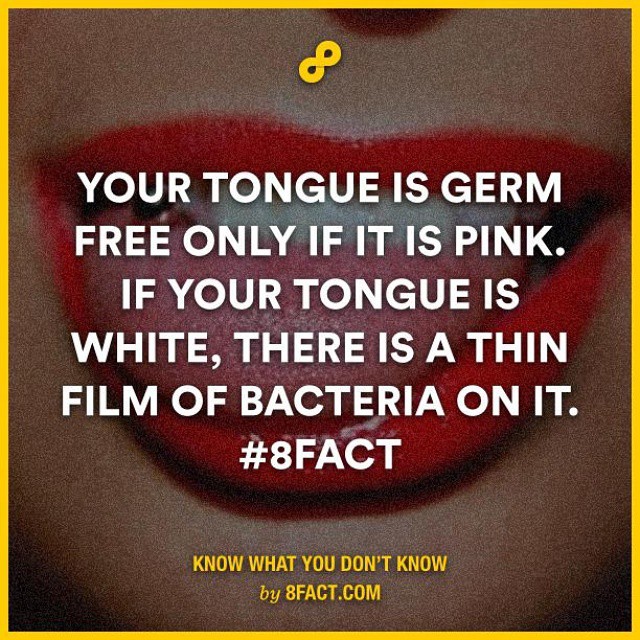 YOUR TONGUE IS GERM
FREE ONLY IF IT IS PINK.
IF YOUR TONGUE IS
WHITE, THERE IS A THIN
FILM OF BACTERIA ON IT.
#8FACT
KNOW WHAT YOU DON'T KNOW
by 8FACT.COM